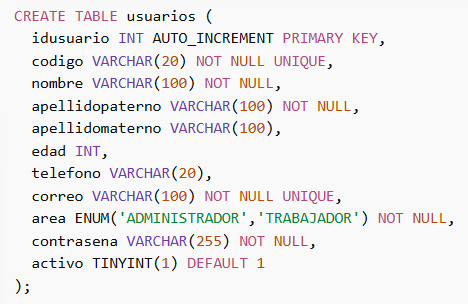 CREATE TABLE usuarios (
  idusuario INT AUTO_INCREMENT PRIMARY KEY,
  codigo VARCHAR(20) NOT NULL UNIQUE,
  nombre VARCHAR(100) NOT NULL,
  apellidopaterno VARCHAR(100) NOT NULL,
  apellidomaterno VARCHAR(100),
  edad INT,
  telefono VARCHAR(20),
  correo VARCHAR(100) NOT NULL UNIQUE,
  area ENUM('ADMINISTRADOR','TRABAJADOR') NOT NULL,
  contrasena VARCHAR(255) NOT NULL,
  activo TINYINT(1) DEFAULT 1
);